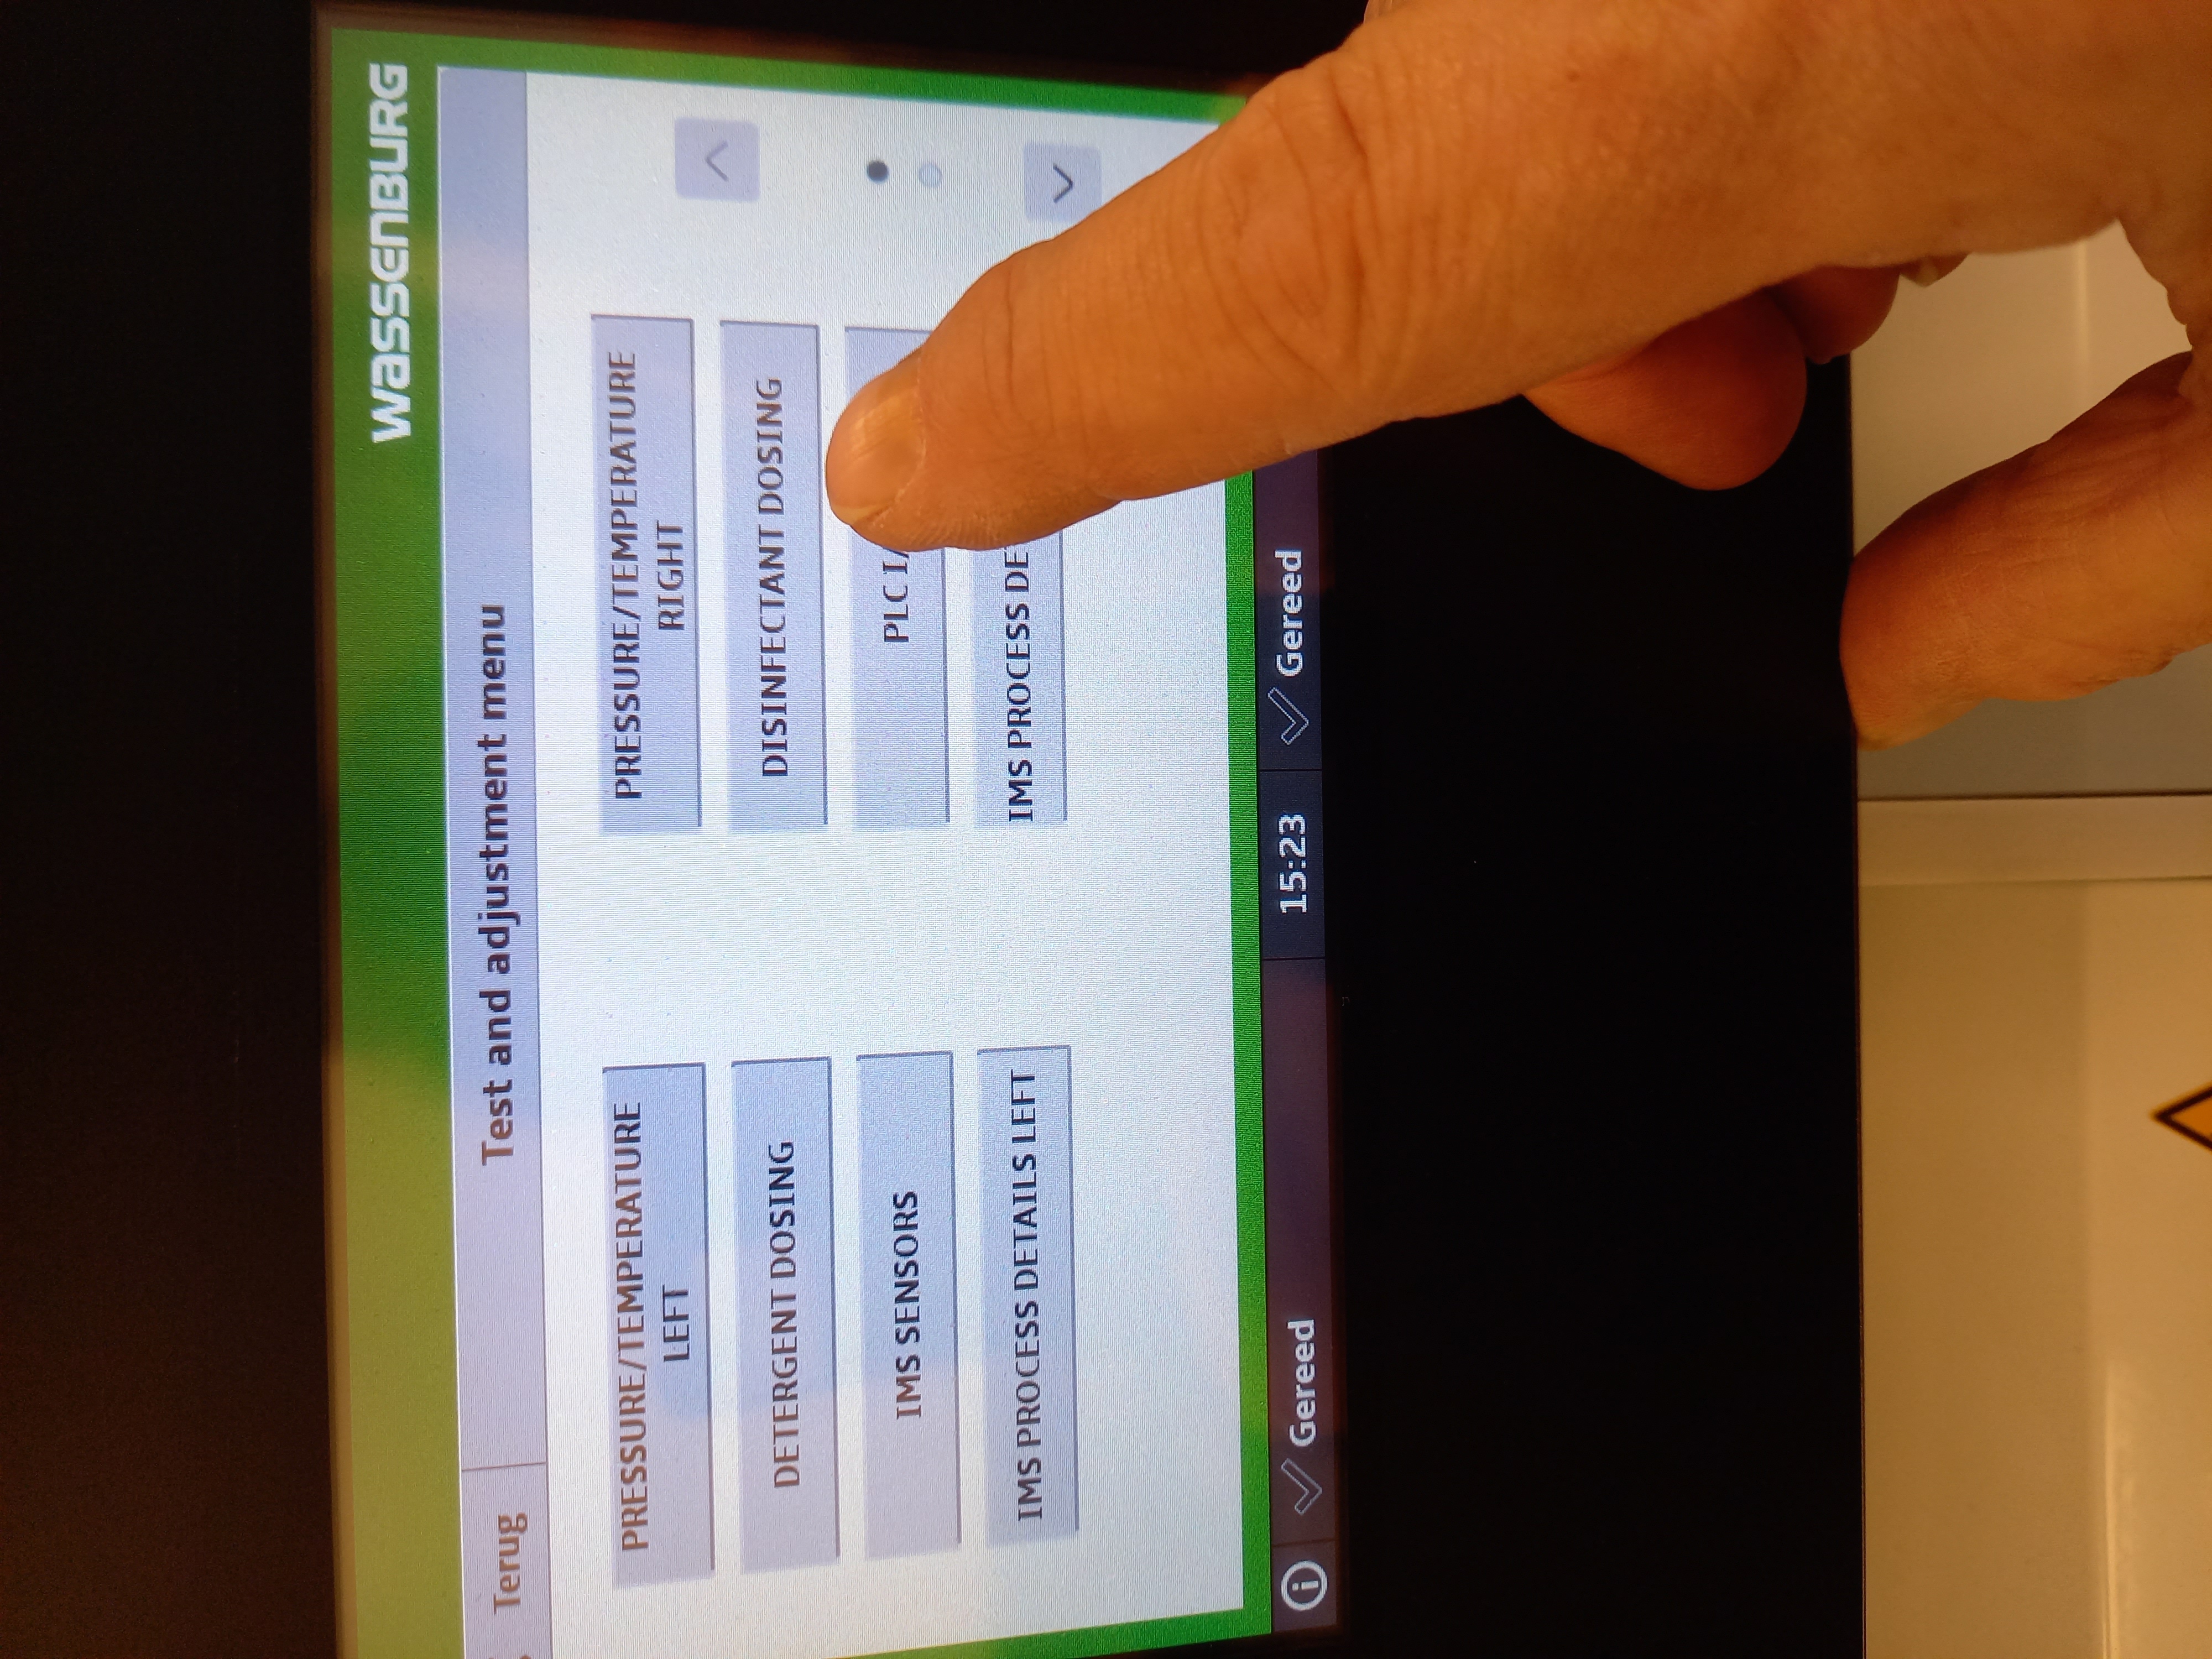 WASSENBURG
Terug
Test and adjustment menu
PRESSURE/TEMPERATURE
LEFT
PRESSURE/TEMPERATURE
RIGHT
DETERGENT DOSING
DISINFECTANT DOSING
IMS SENSORS
PLC I/
IMS PROCESS DETAILS LEFT
IMS PROCESS DE
Gereed
15:23
Gereed